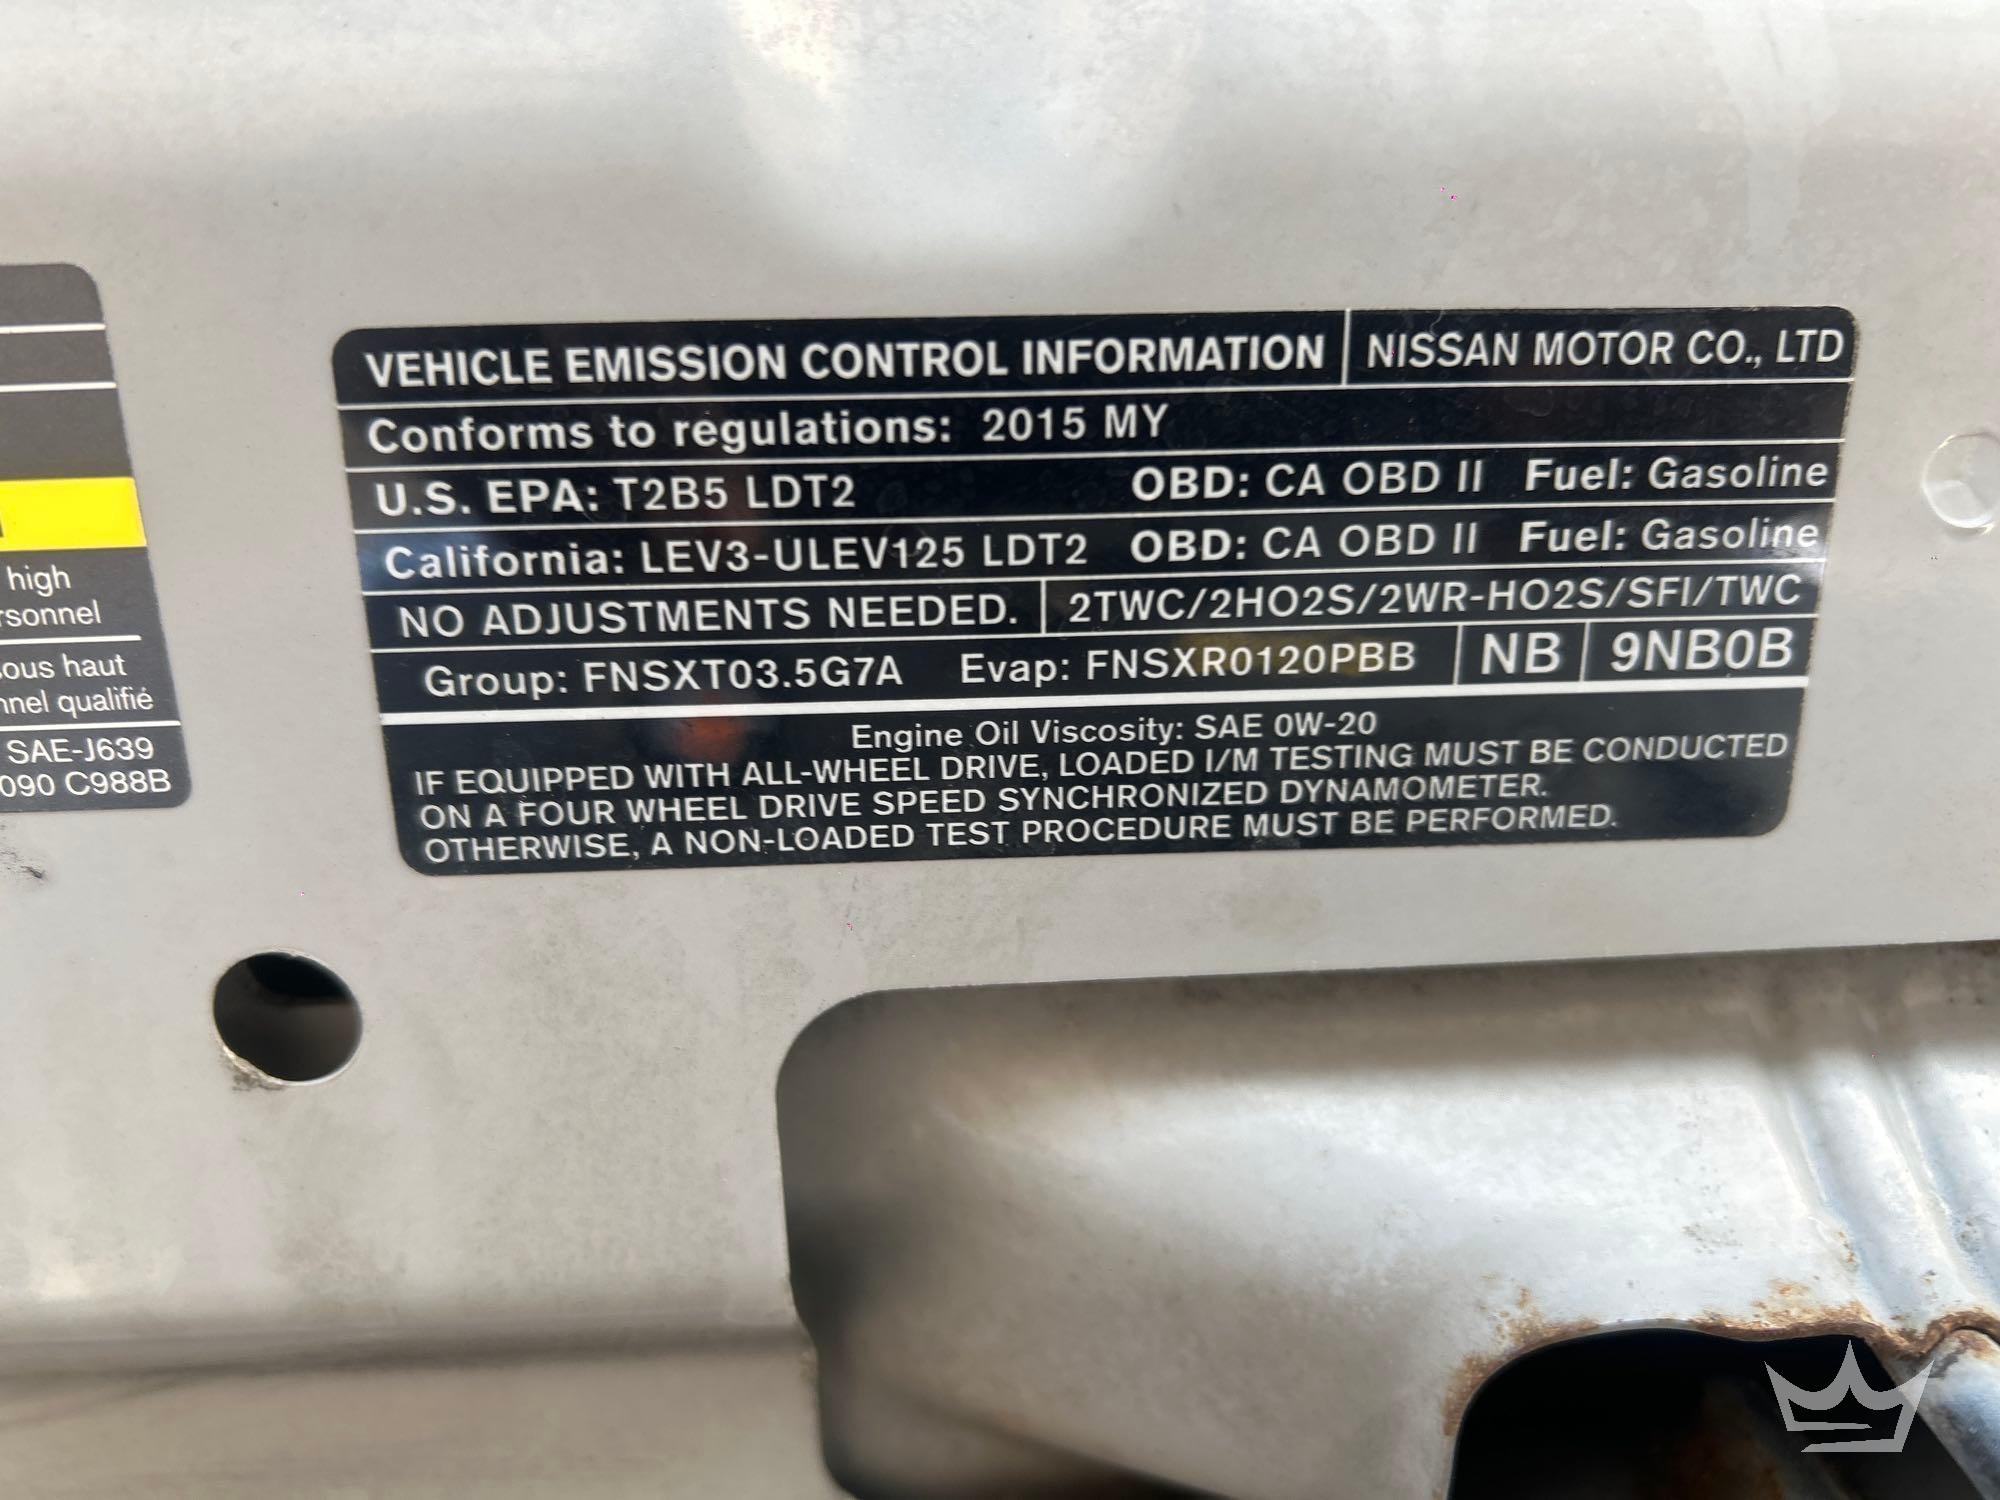 high
rsonnel
ous haut
nnel qualifié
SAE-J639
090 C988B
VEHICLE EMISSION CONTROL INFORMATION NISSAN MOTOR CO., LTD
Conforms to regulations: 2015 MY
U.S. EPA: T2B5 LDT2 OBD: CA OBD II Fuel: Gasoline
California: LEV3-ULEV125 LDT2 OBD: CA OBD II Fuel: Gasoline
NO ADJUSTMENTS NEEDED. 2TWC/2HO2S/2WR-HO2S/SFI/TWC
Group: FNSXT03.5G7A Evap: FNSXR0120PBB NB 9NB0B
Engine Oil Viscosity: SAE 0W-20
IF EQUIPPED WITH ALL-WHEEL DRIVE, LOADED I/M TESTING MUST BE CONDUCTED
ON A FOUR WHEEL DRIVE SPEED SYNCHRONIZED DYNAMOMETER.
OTHERWISE, A NON-LOADED TEST PROCEDURE MUST BE PERFORMED.